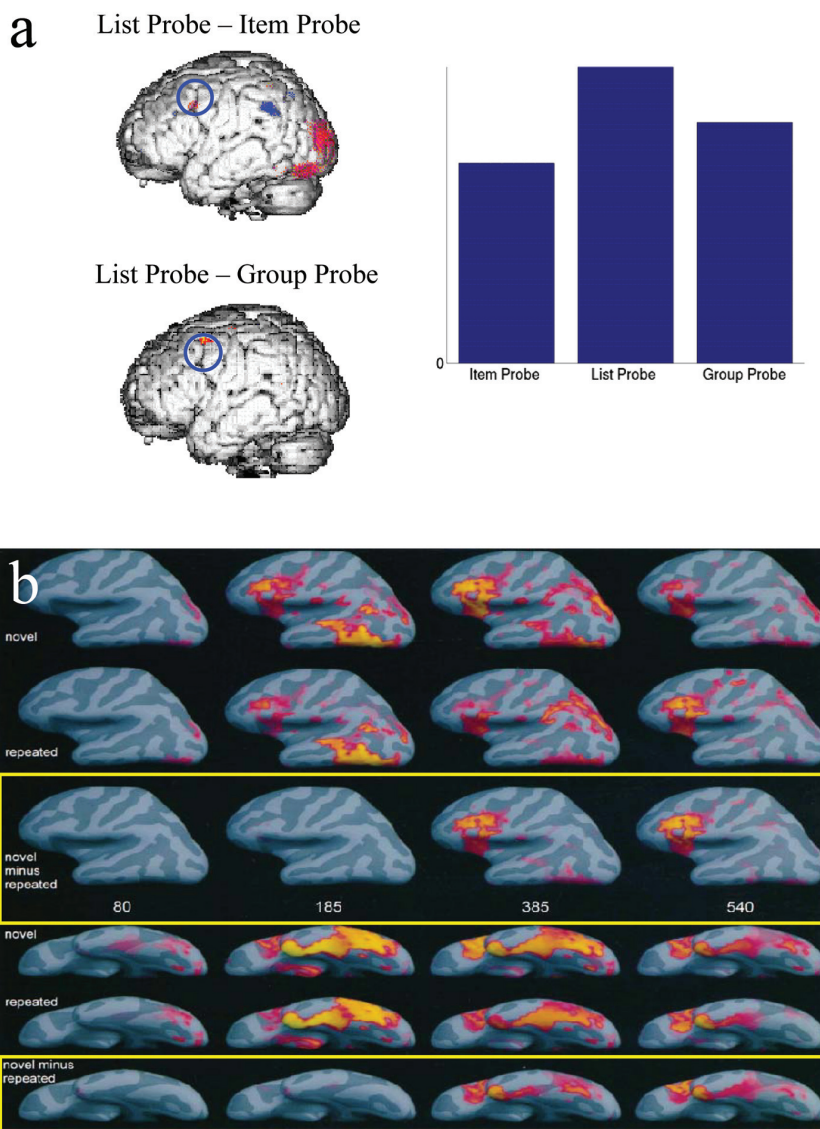 a
List Probe – Item Probe
List Probe – Group Probe
0
Item Probe
List Probe
Group Probe
b
novel
repeated
novel
minus
repeated
80
185
385
540
novel
repeated
novel minus
repeated